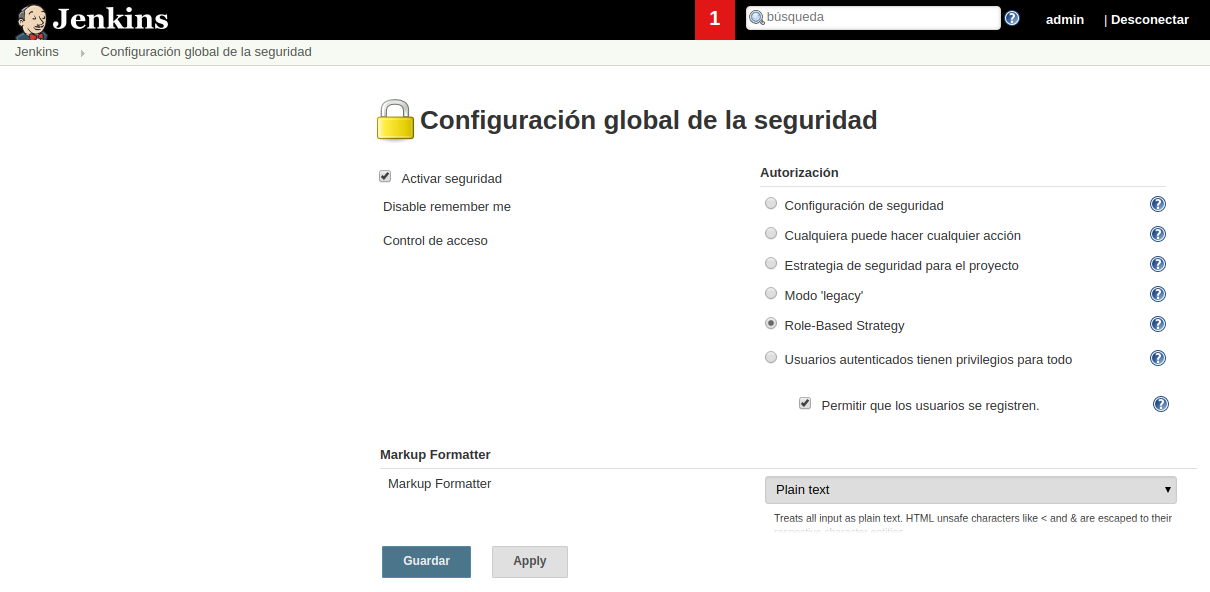 Jenkins
1
búsqueda
admin
| Desconectar
Jenkins
Configuración global de la seguridad
Configuración global de la seguridad
Activar seguridad
Disable remember me
Control de acceso
Autorización
Configuración de seguridad
Cualquiera puede hacer cualquier acción
Estrategia de seguridad para el proyecto
Modo 'legacy'
Role-Based Strategy
Usuarios autenticados tienen privilegios para todo
Permitir que los usuarios se registren.
Markup Formatter
Markup Formatter
Plain text
Treats all input as plain text. HTML unsafe characters like < and & are escaped to their
Guardar
Apply